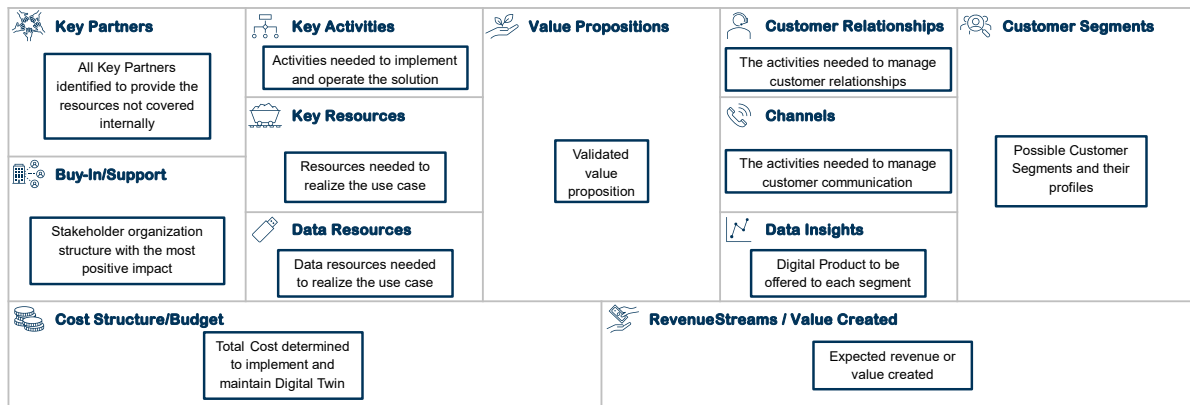 Key Partners
All Key Partners
identified to provide the
resources not covered
internally
Buy-In/Support
Stakeholder organization
structure with the most
positive impact
Key Activities
Activities needed to implement
and operate the solution
Key Resources
Resources needed to
realize the use case
Data Resources
Data resources needed
to realize the use case
Value Propositions
Validated
value
proposition
Customer Relationships
The activities needed to manage
customer relationships
Channels
The activities needed to manage
customer communication
Data Insights
Digital Product to be
offered to each segment
Customer Segments
Possible Customer
Segments and their
profiles
Cost Structure/Budget
Total Cost determined
to implement and
maintain Digital Twin
RevenueStreams / Value Created
Expected revenue or
value created